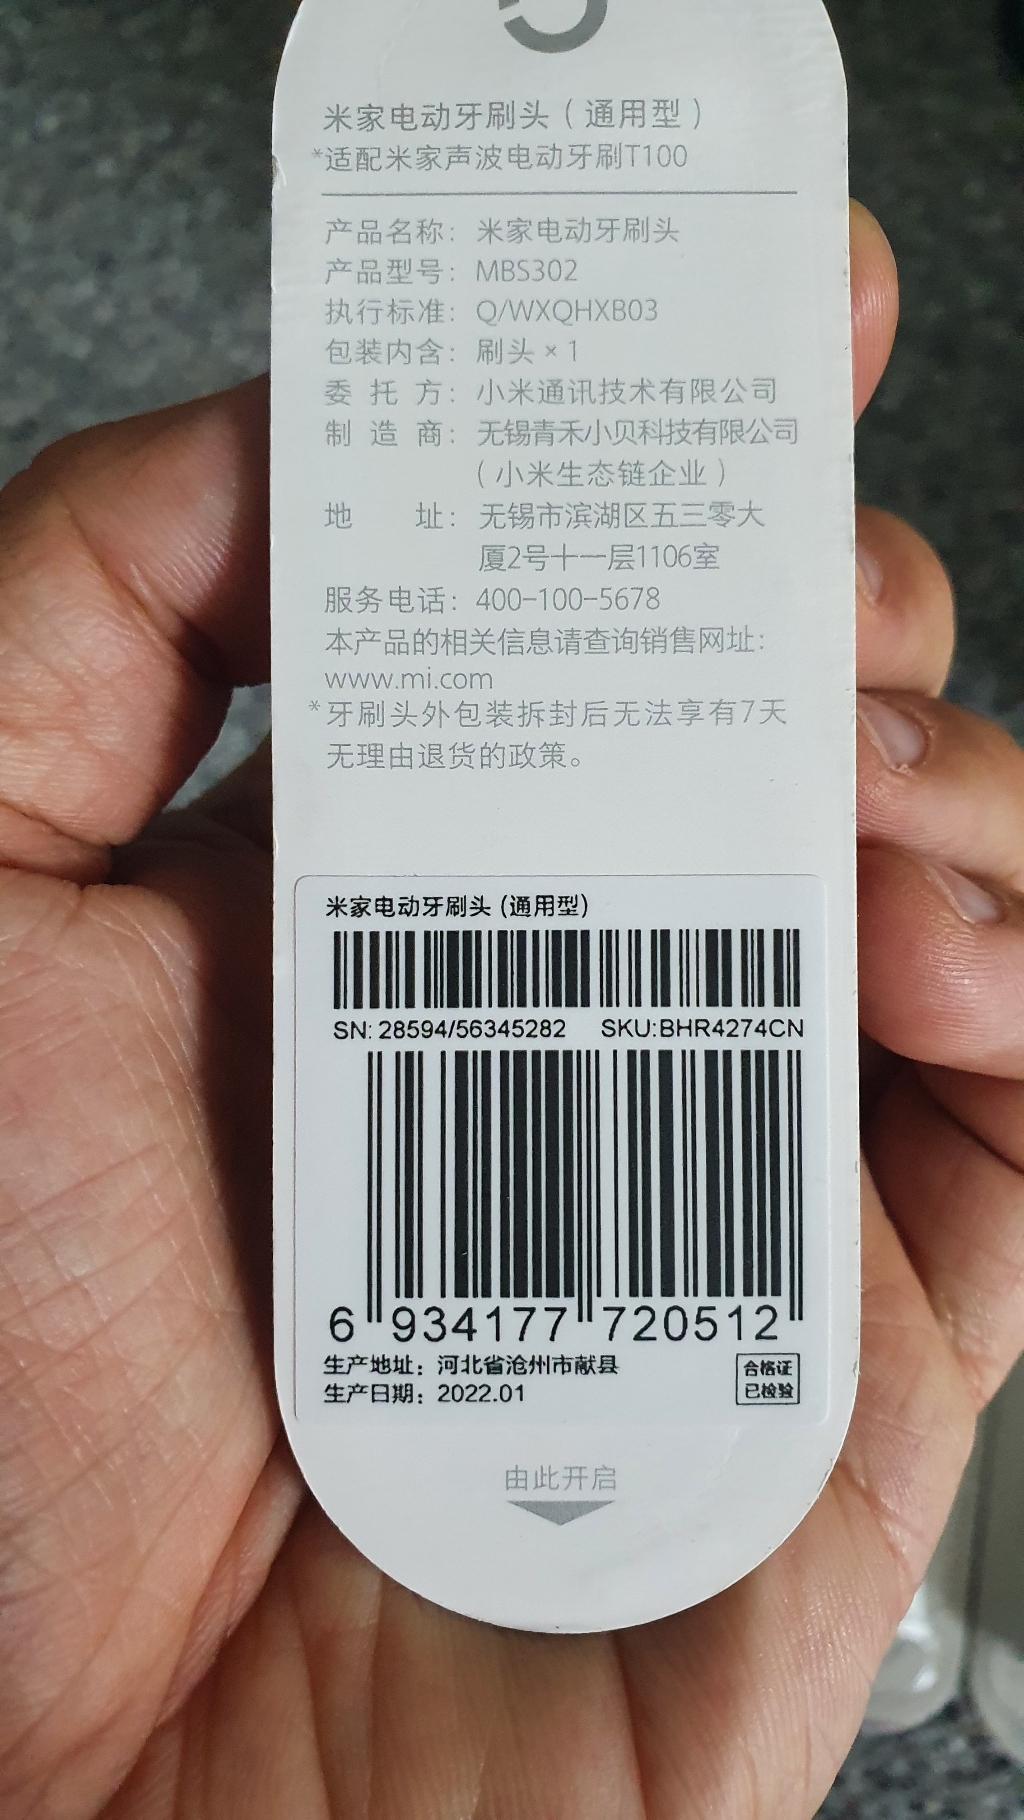 米家电动牙刷头（通用型）
*适配米家声波电动牙刷T100
产品名称：米家电动牙刷头
产品型号：MBS302
执行标准：Q/WXQHXB03
包装内含：刷头×1
委托方：小米通讯技术有限公司
制造商：无锡青禾小贝科技有限公司
（小米生态链企业）
地址：无锡市滨湖区五三零大
厦2号十一层1106室
服务电话：400-100-5678
本产品的相关信息请查询销售网址：
www.mi.com
*牙刷头外包装拆封后无法享有7天
无理由退货的政策。
米家电动牙刷头 (通用型)
SN: 28594/56345282 SKU:BHR4274CN
6 934177 720512
生产地址：河北省沧州市献县
生产日期：2022.01
合格证
已检验
由此开启